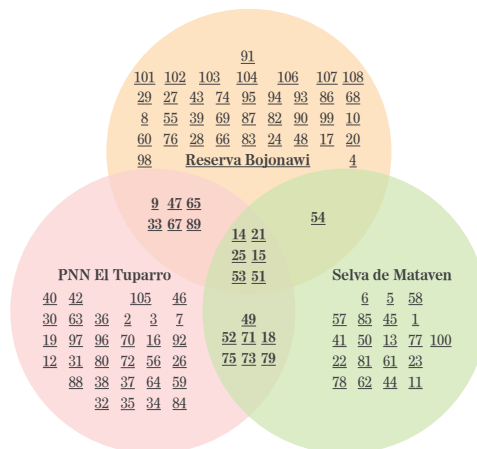 91
101 102 103 104 106 107 108
29 27 43 74 95 94 93 86 68
8 55 39 69 87 82 90 99 10
60 76 28 66 83 24 48 17 20
98 Reserva Bojonawi 4
9 47 65
33 67 89
54
14 21
25 15
53 51
PNN El Tuparro
40 42 105 46
30 63 36 2 3 7
19 97 96 70 16 92
12 31 80 72 56 26
88 38 37 64 59
32 35 34 84
49
52 71 18
75 73 79
Selva de Mataven
6 5 58
57 85 45 1
41 50 13 77 100
22 81 61 23
78 62 44 11